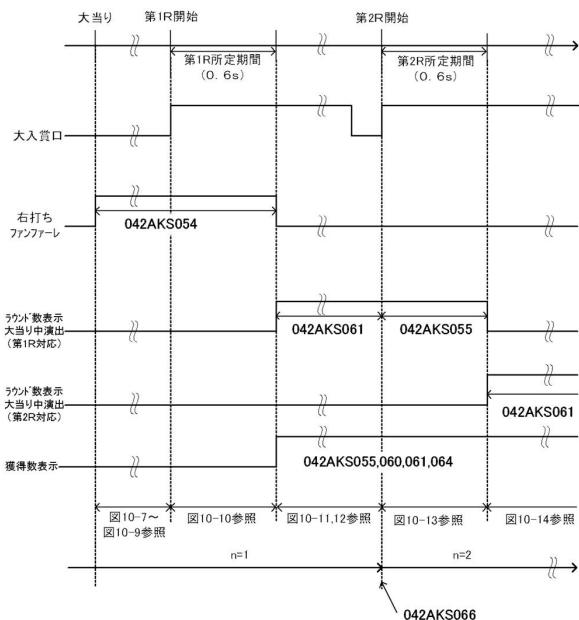 大当り
第1R開始
第2R開始
第1R所定期間
(0.6s)
第2R所定期間
(0.6s)
大入賞口
右打ち
ファンファーレ
042AKS054
ラウンド数表示
大当り中演出
(第1R対応)
042AKS061
042AKS055
ラウンド数表示
大当り中演出
(第2R対応)
042AKS061
獲得数表示
042AKS055,060,061,064
図10-7～
図10-9参照
図10-10参照
図10-11,12参照
図10-13参照
図10-14参照
n=1
n=2
042AKS066